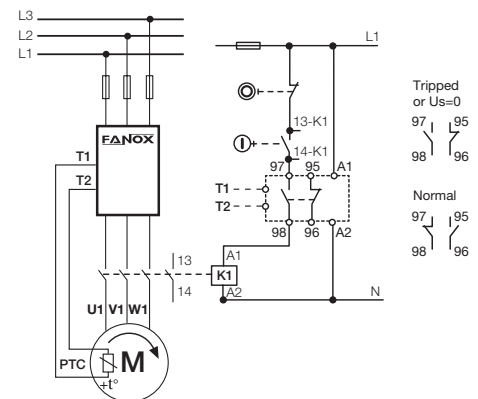 L3
L2
L1
L1
FANOX
T1
T2
13-K1
14-K1
97 95 A1
T1
T2
98 96 A2
A1
K1
A2
N
13
14
U1 V1 W1
PTC
M
+t°
Tripped
or Us=0
97 95
98 96
Normal
97 95
98 96